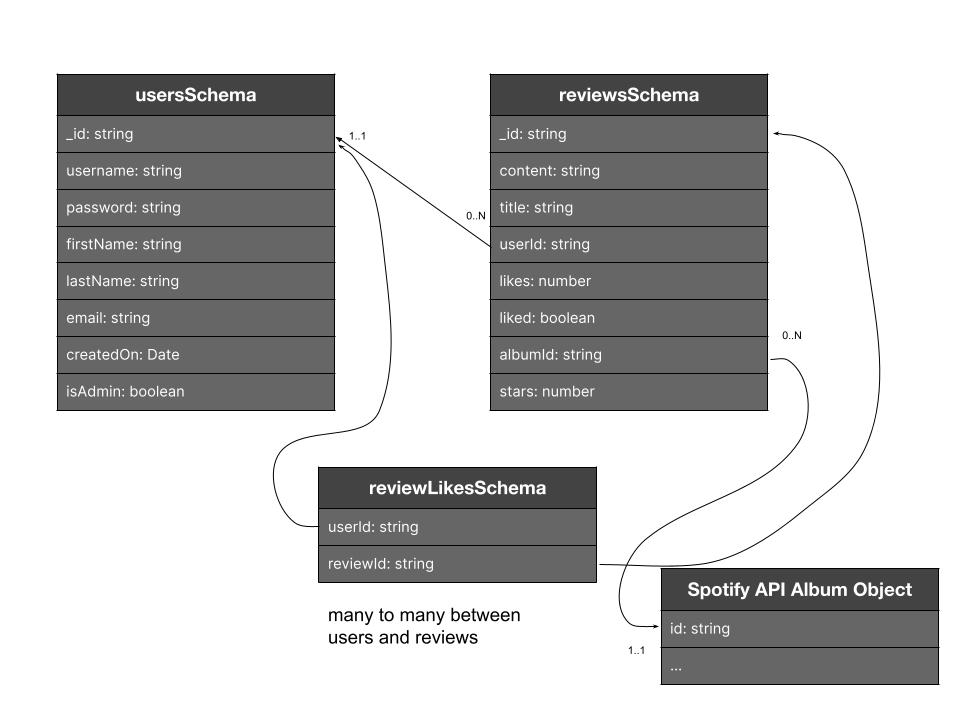 usersSchema
_id: string
username: string
password: string
firstName: string
lastName: string
email: string
createdOn: Date
isAdmin: boolean
1..1
0..N
reviewsSchema
_id: string
content: string
title: string
userId: string
likes: number
liked: boolean
albumId: string
stars: number
0..N
reviewLikesSchema
userId: string
reviewId: string
many to many between
users and reviews
1..1
Spotify API Album Object
id: string
...